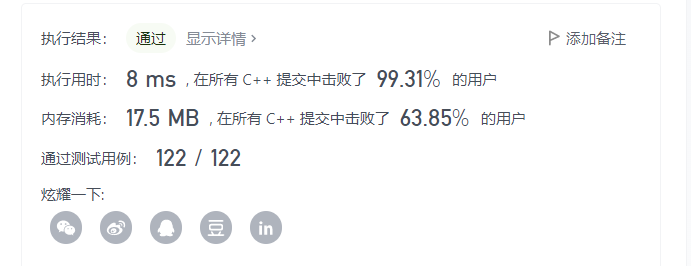 执行结果： 通过 显示详情 › 添加备注
执行用时： 8 ms , 在所有 C++ 提交中击败了 99.31% 的用户
内存消耗： 17.5 MB , 在所有 C++ 提交中击败了 63.85% 的用户
通过测试用例： 122 / 122
炫耀一下:
豆 in